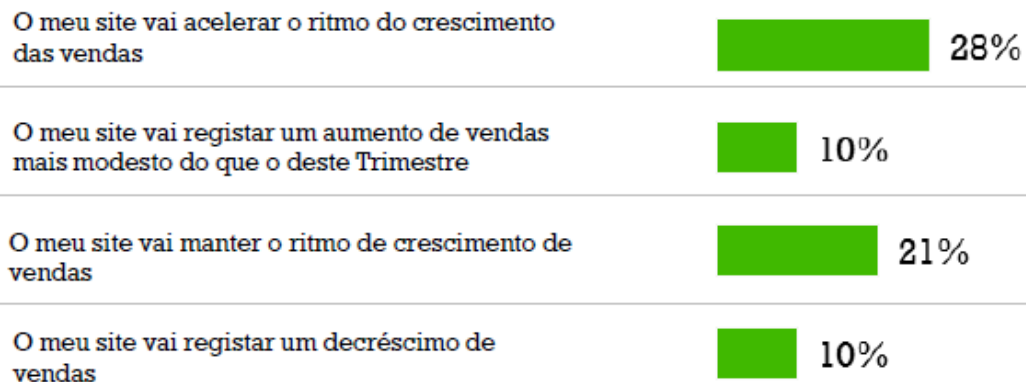 O meu site vai acelerar o ritmo do crescimento
das vendas
28%
O meu site vai registar um aumento de vendas
mais modesto do que o deste Trimestre
10%
O meu site vai manter o ritmo de crescimento de
vendas
21%
O meu site vai registar um decréscimo de
vendas
10%